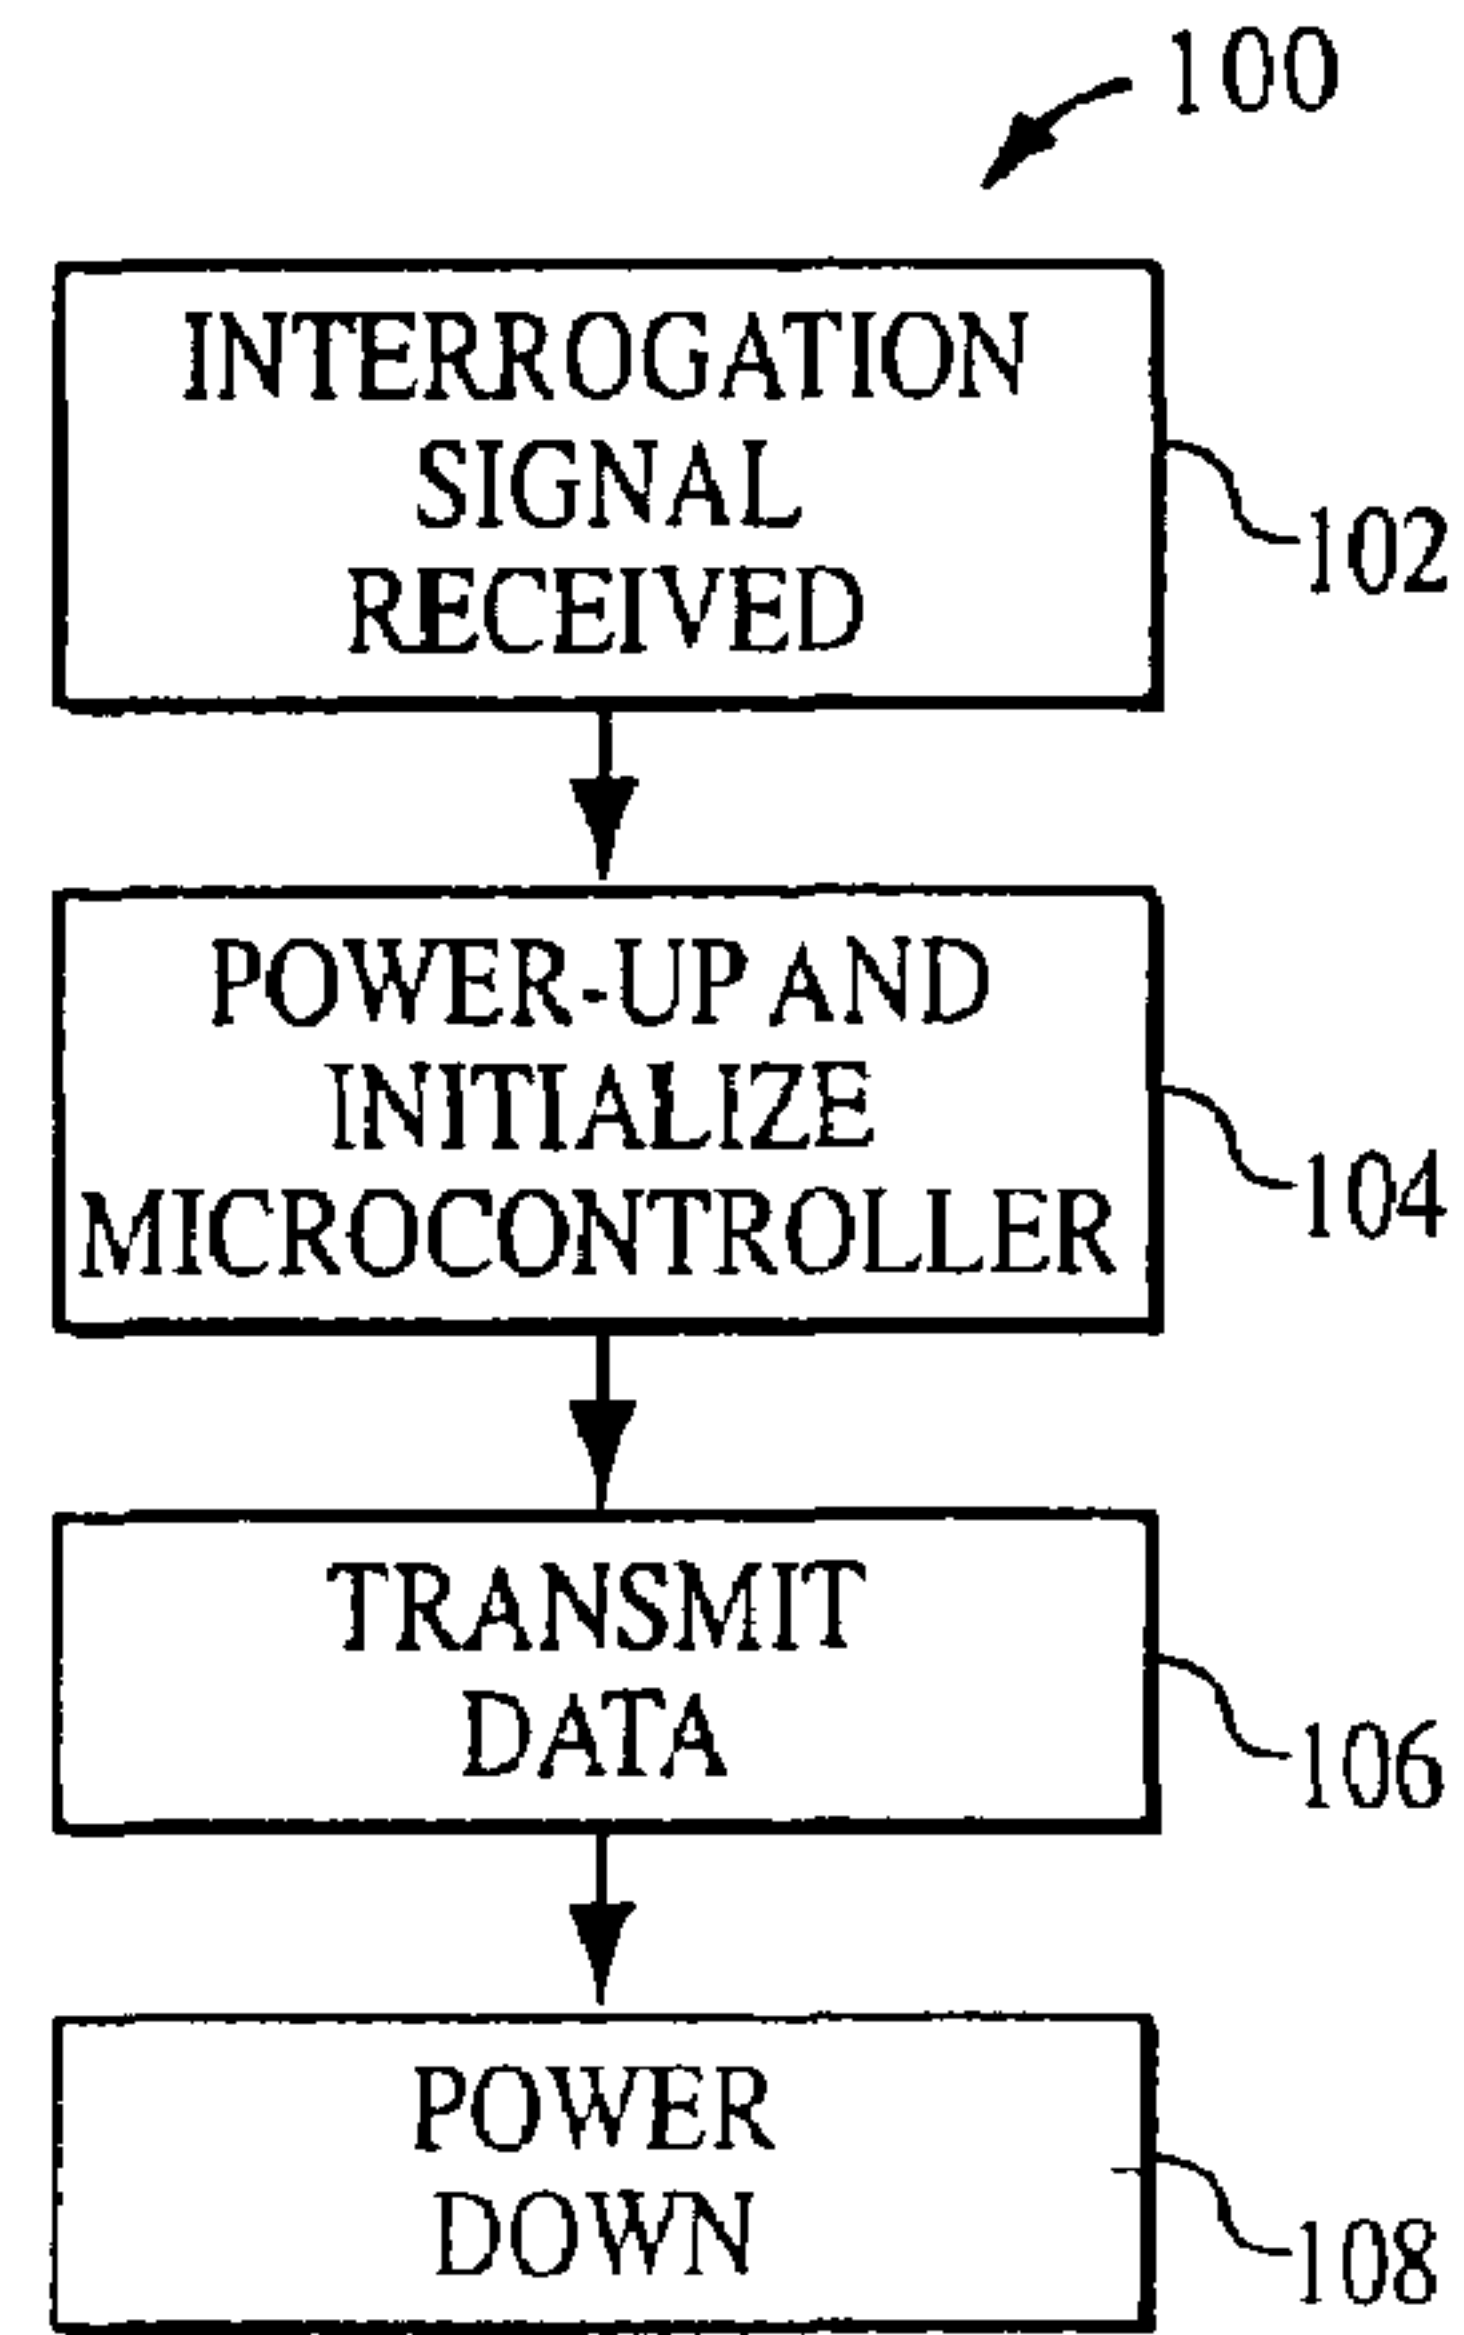 100
INTERROGATION
SIGNAL
RECEIVED
102
POWER-UP AND
INITIALIZE
MICROCONTROLLER
104
TRANSMIT
DATA
106
POWER
DOWN
108